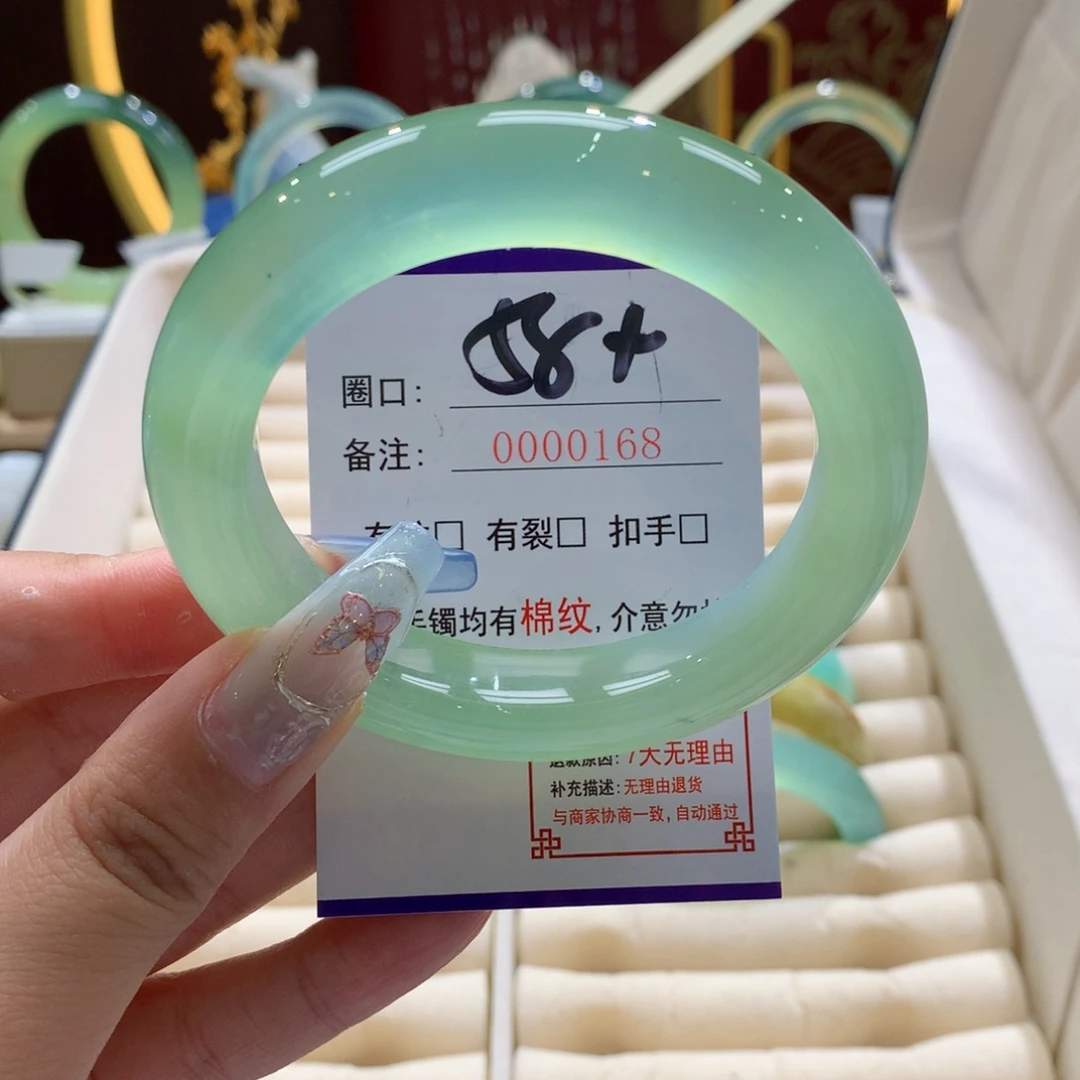 圈口: 58+
备注: 0000168
有裂□ 扣手□
手镯均有棉纹, 介意勿
退款原因: 7天无理由
补充描述: 无理由退货
与商家协商一致, 自动通过